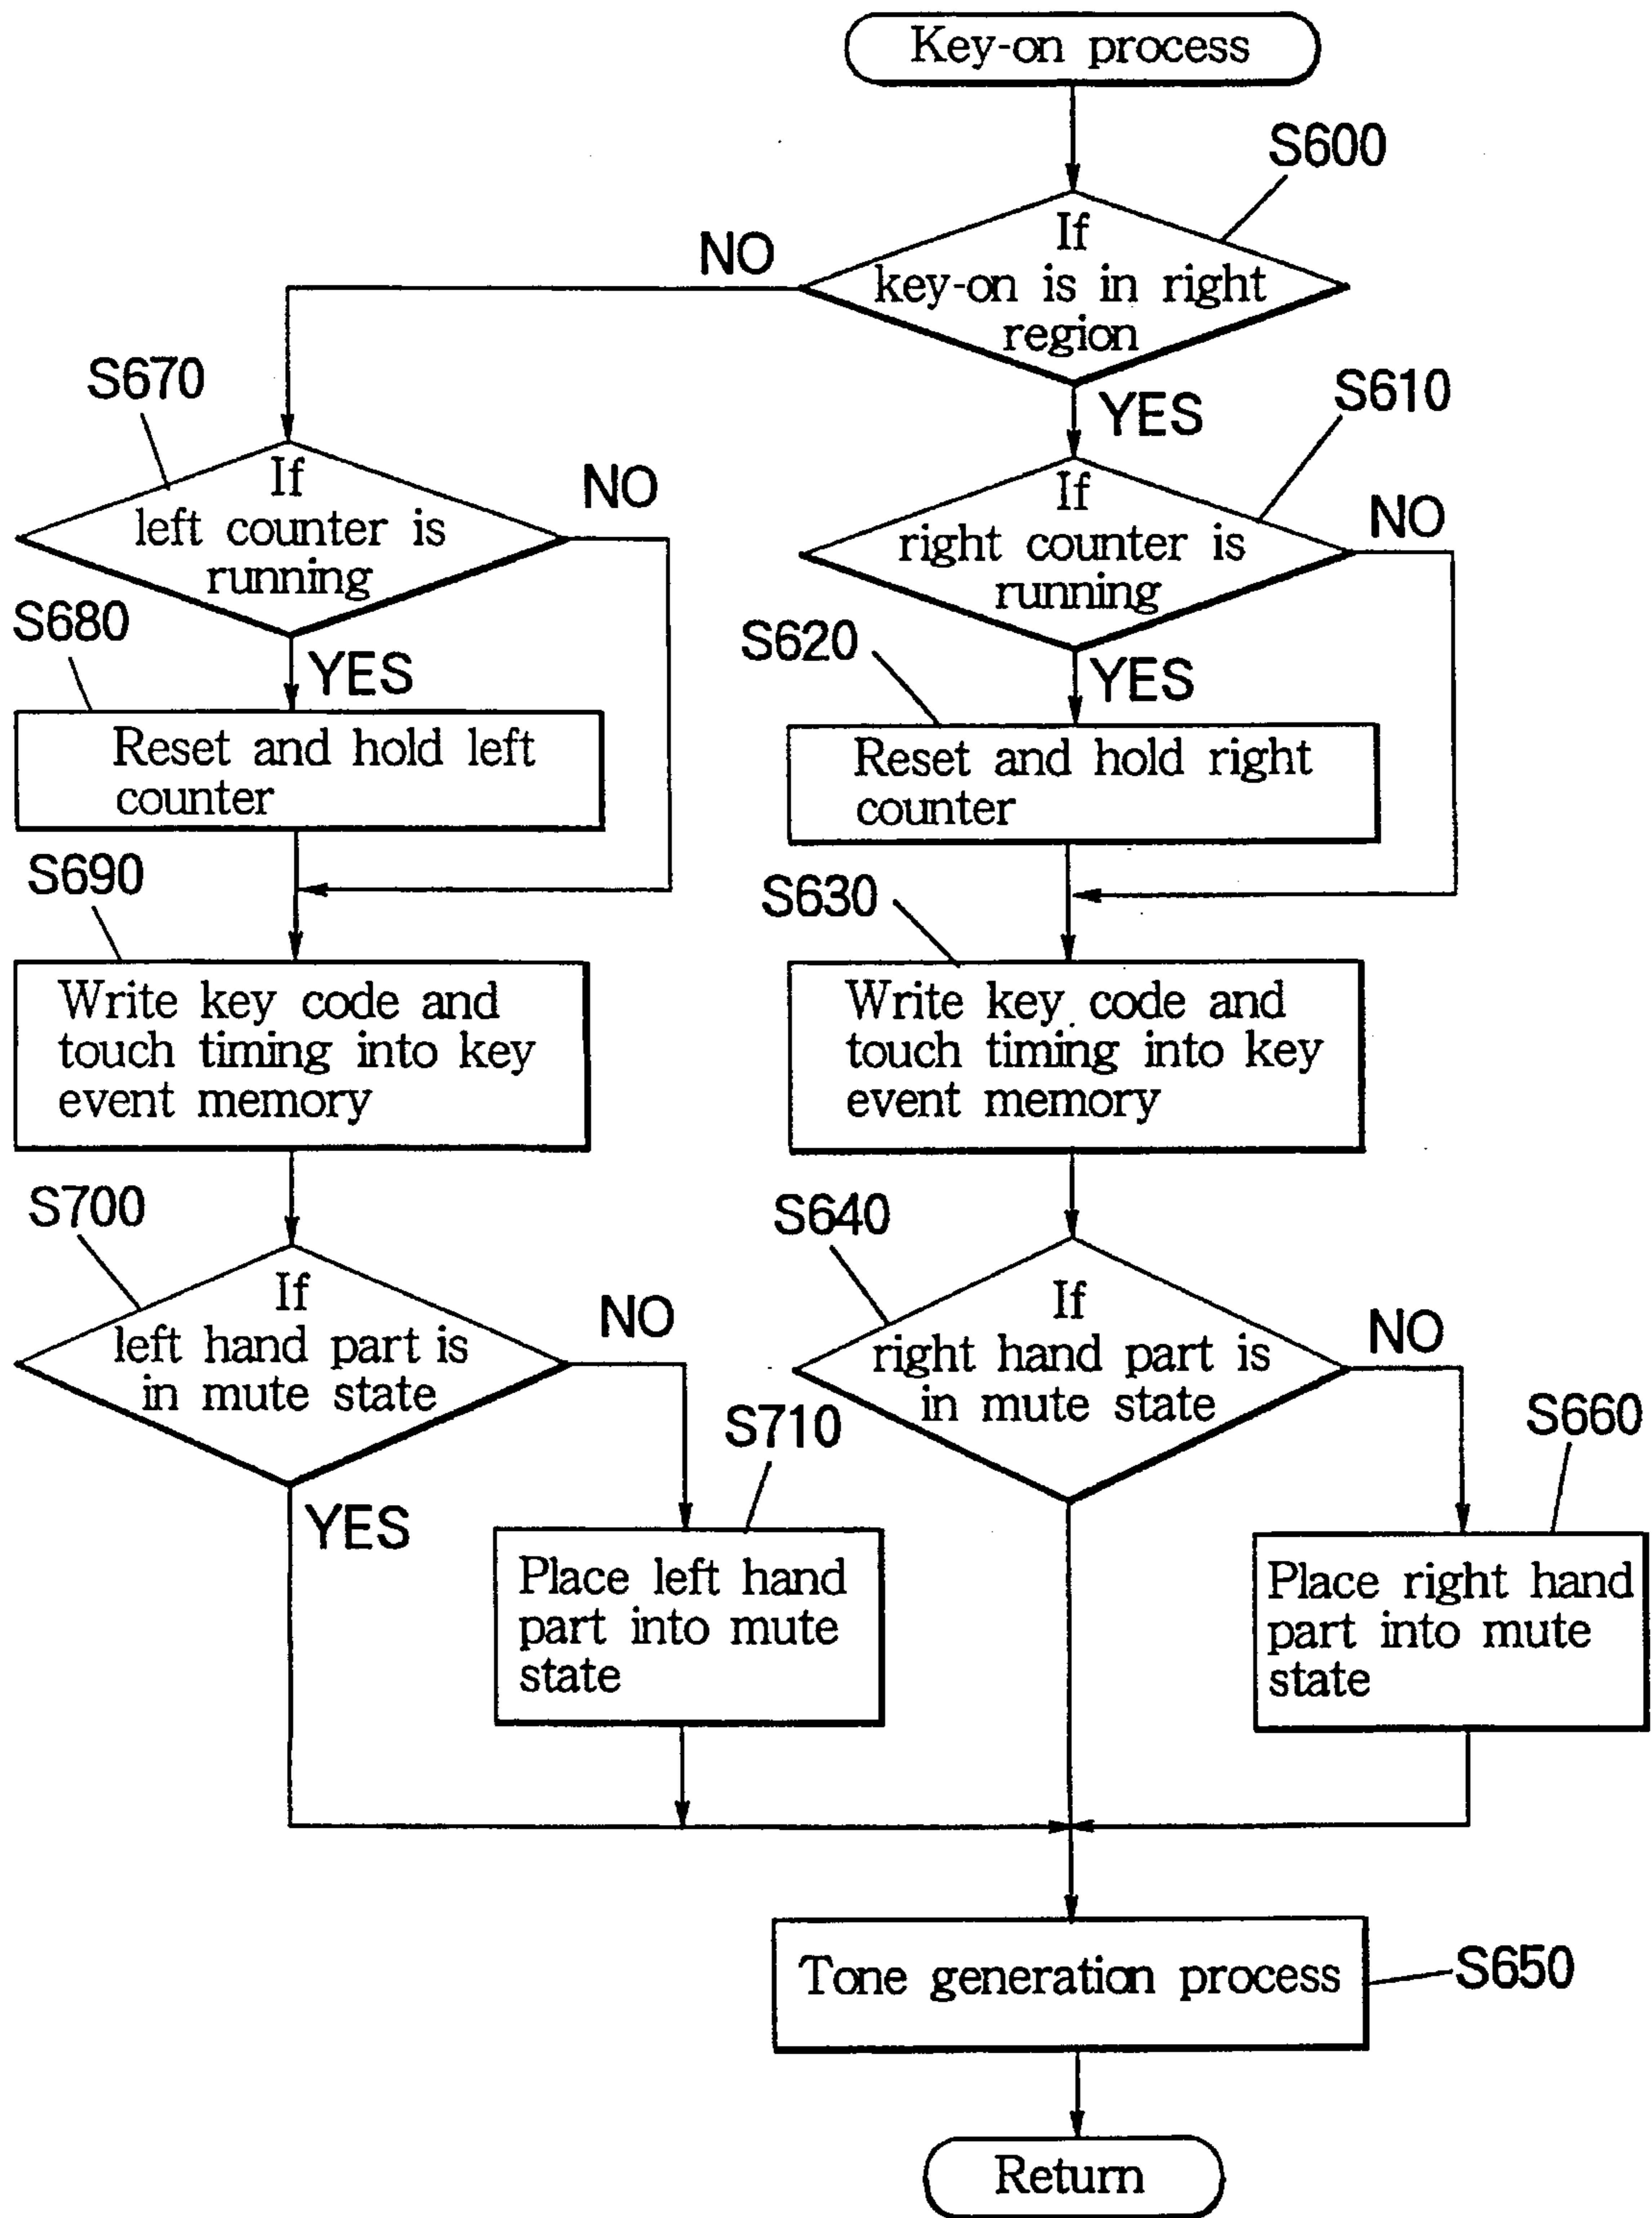 Key-on process
S600
If
key-on is in right
region
NO
YES
S670
If
left counter is
running
NO
S610
If
right counter is
running
NO
S680
YES
Reset and hold left
counter
S620
YES
Reset and hold right
counter
S690
Write key code and
touch timing into key
event memory
S630
Write key code and
touch timing into key
event memory
S700
If
left hand part is
in mute state
NO
YES
S710
Place left hand
part into mute
state
S640
If
right hand part is
in mute state
NO
S660
Place right hand
part into mute
state
Tone generation process
S650
Return